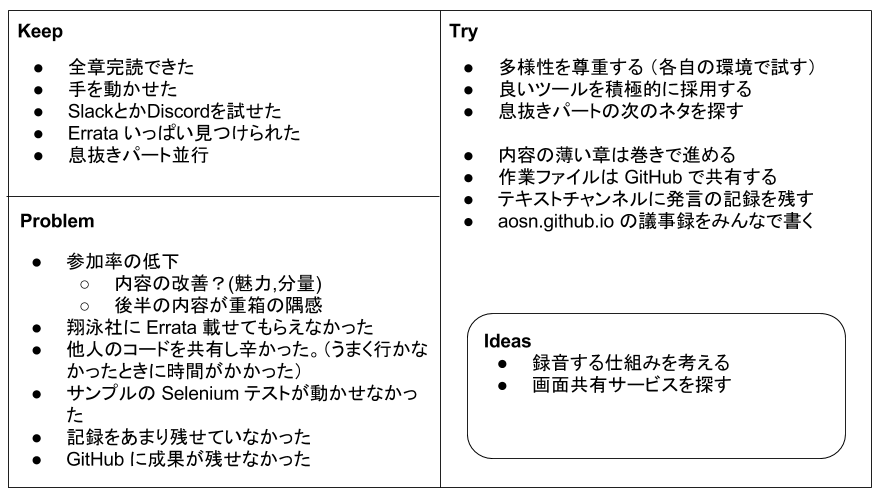 Keep
● 全章完読できた
● 手を動かせた
● SlackとかDiscordを試せた
● Errata いっぱい見つけられた
● 息抜きパート並行
Problem
● 参加率の低下
○ 内容の改善？(魅力,分量)
○ 後半の内容が重箱の隅感
● 翔泳社に Errata 載せてもらえなかった
● 他人のコードを共有し辛かった。（うまく行かな
かったときに時間がかかった）
● サンプルの Selenium テストが動かせなかっ
た
● 記録をあまり残せていなかった
● GitHub に成果が残せなかった
Try
● 多様性を尊重する（各自の環境で試す）
● 良いツールを積極的に採用する
● 息抜きパートの次のネタを探す
● 内容の薄い章は巻きで進める
● 作業ファイルは GitHub で共有する
● テキストチャンネルに発言の記録を残す
● aosn.github.io の議事録をみんなで書く
Ideas
● 録音する仕組みを考える
● 画面共有サービスを探す